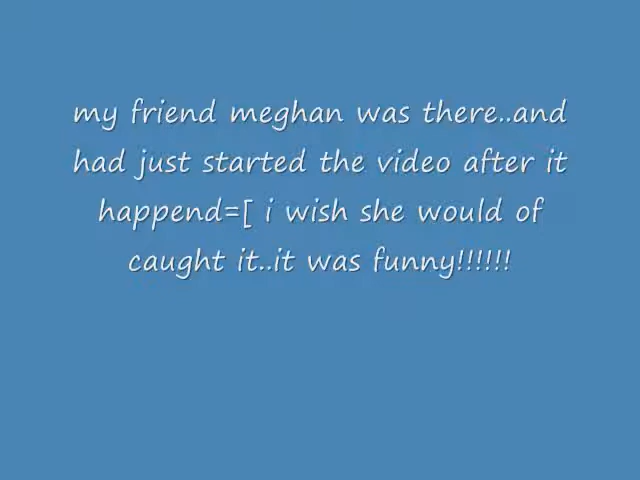 my friend meghan was there..and
had just started the video after it
happend=[ i wish she would of
caught it..it was funny!!!!!!